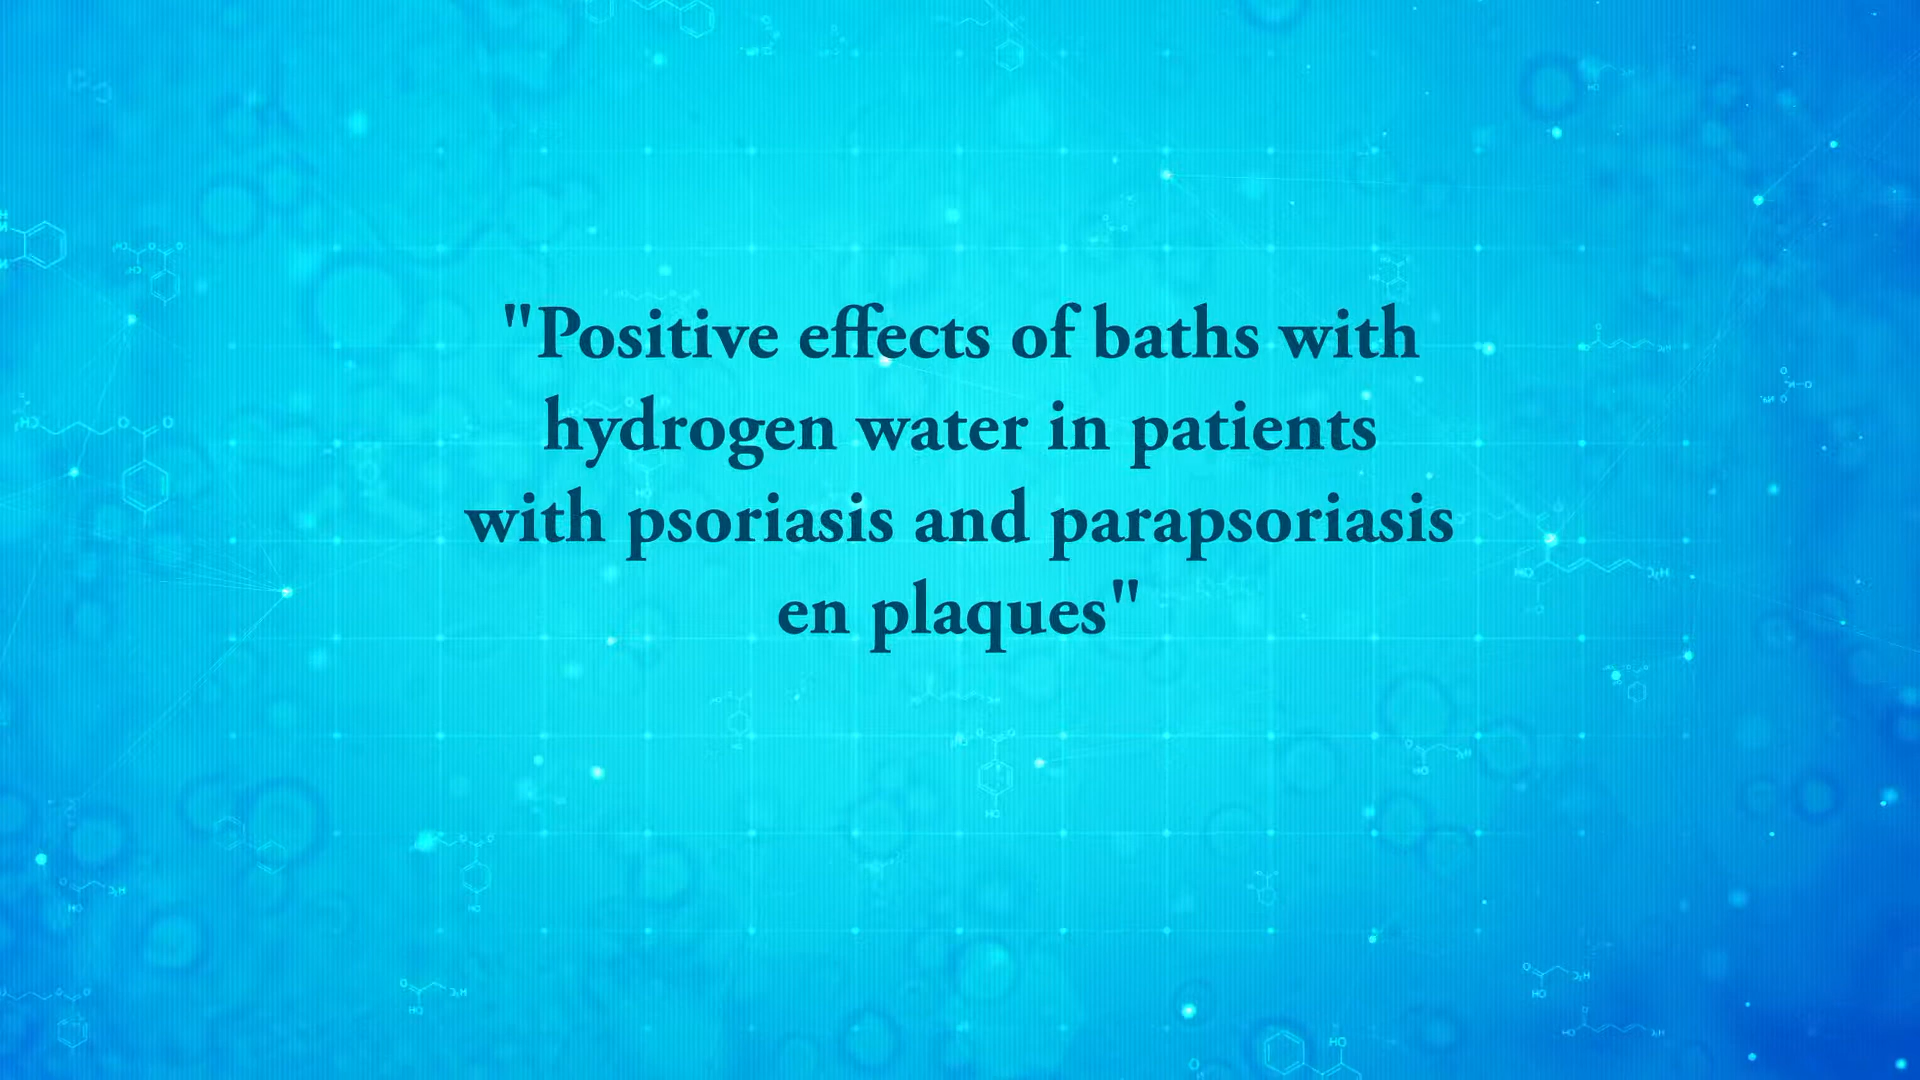 "Positive effects of baths with
hydrogen water in patients
with psoriasis and parapsoriasis
en plaques"